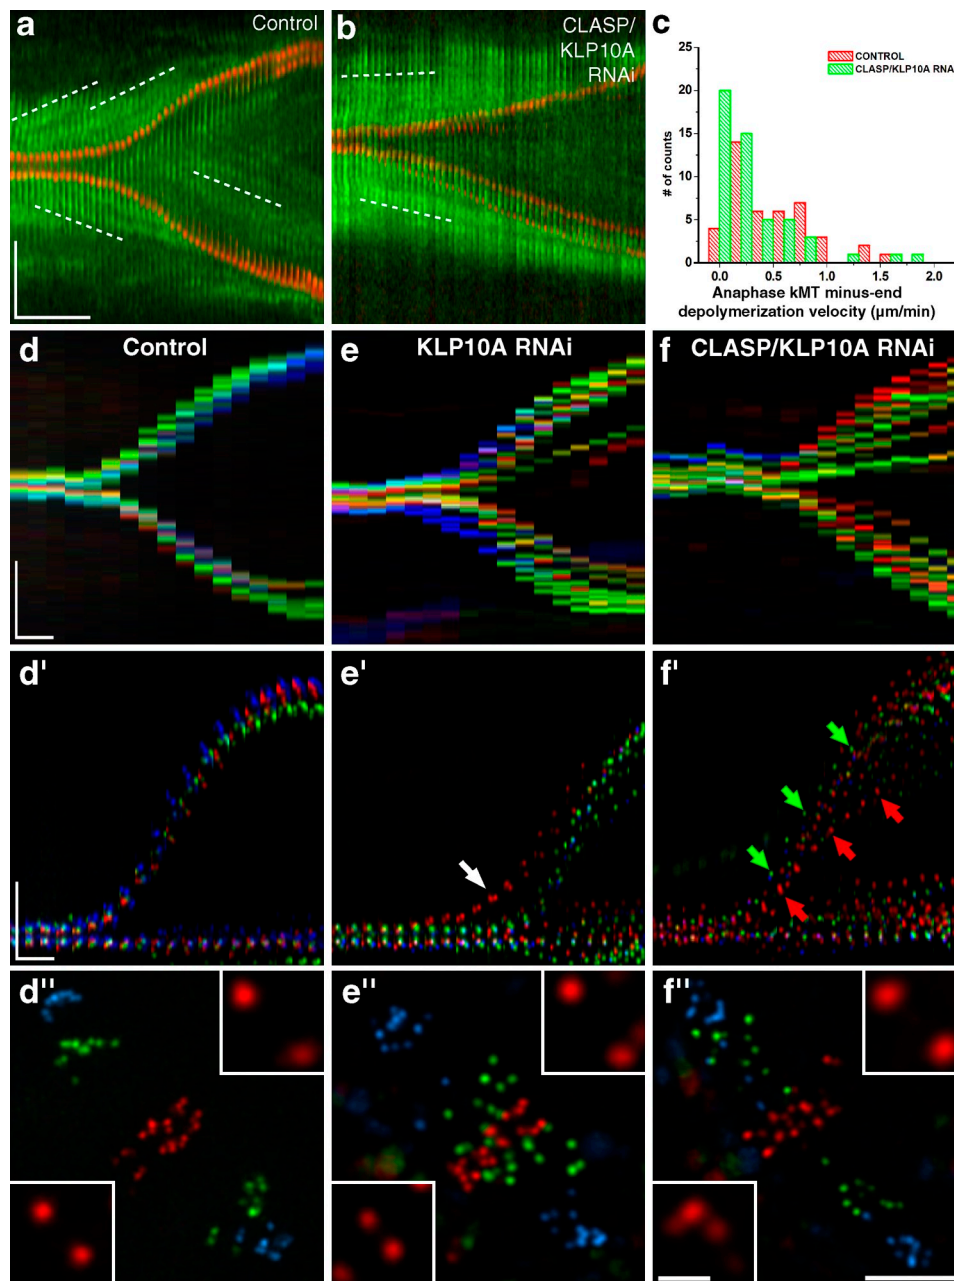 a
Control
b
CLASP/
KLP10A
RNAi
c
25
20
15
10
5
0
# of counts
CONTROL
CLASP/KLP10A RNA
0.0
0.5
1.0
1.5
2.0
Anaphase kMT minus-end
depolymerization velocity (µm/min)
d
Control
e
KLP10A RNAi
f
CLASP/KLP10A RNAi
d'
e'
f'
d''
e''
f''